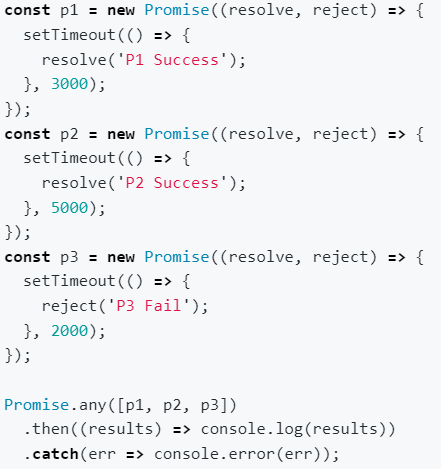 const p1 = new Promise((resolve, reject) => {
  setTimeout(() => {
    resolve('P1 Success');
  }, 3000);
});
const p2 = new Promise((resolve, reject) => {
  setTimeout(() => {
    resolve('P2 Success');
  }, 5000);
});
const p3 = new Promise((resolve, reject) => {
  setTimeout(() => {
    reject('P3 Fail');
  }, 2000);
});

Promise.any([p1, p2, p3])
  .then((results) => console.log(results))
  .catch(err => console.error(err));